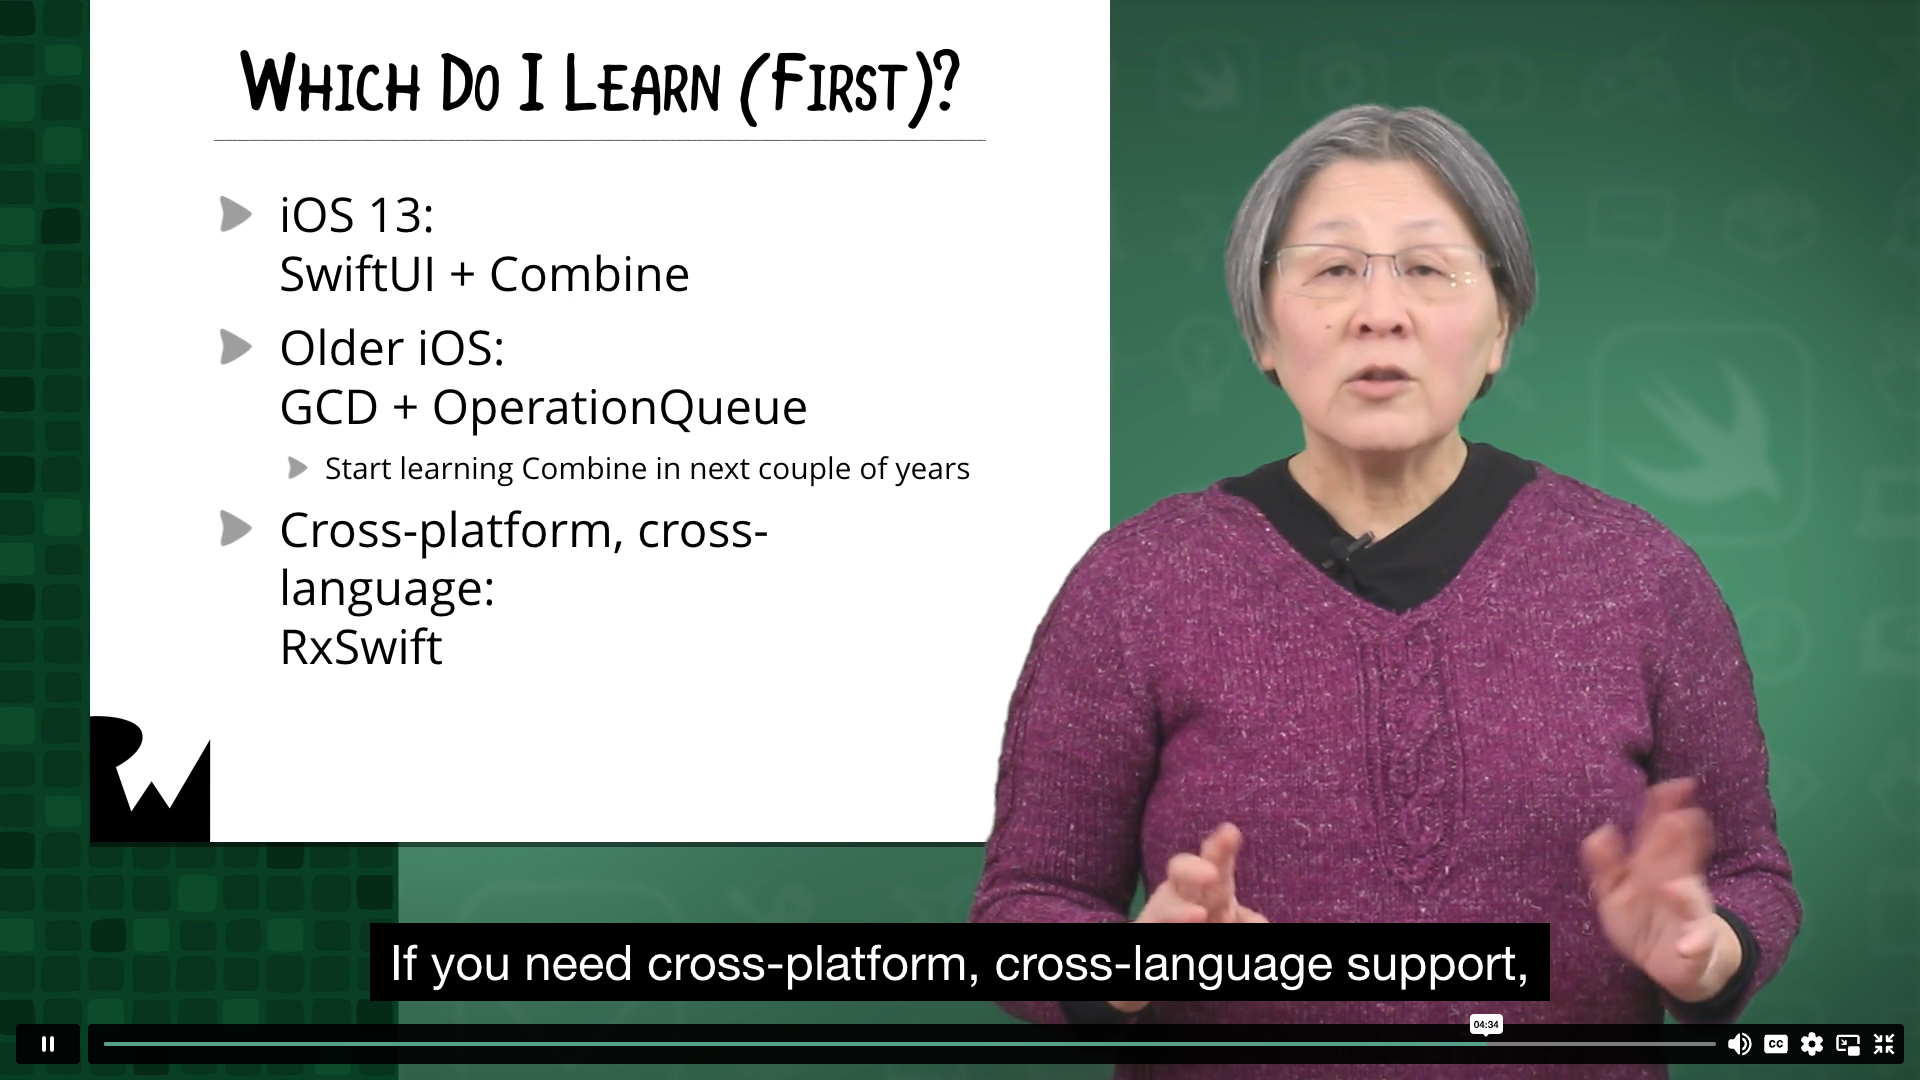 Which Do I Learn (First)?
iOS 13:
SwiftUI + Combine
Older iOS:
GCD + OperationQueue
Start learning Combine in next couple of years
Cross-platform, cross-
language:
RxSwift
RW
If you need cross-platform, cross-language support,
04:34
CC